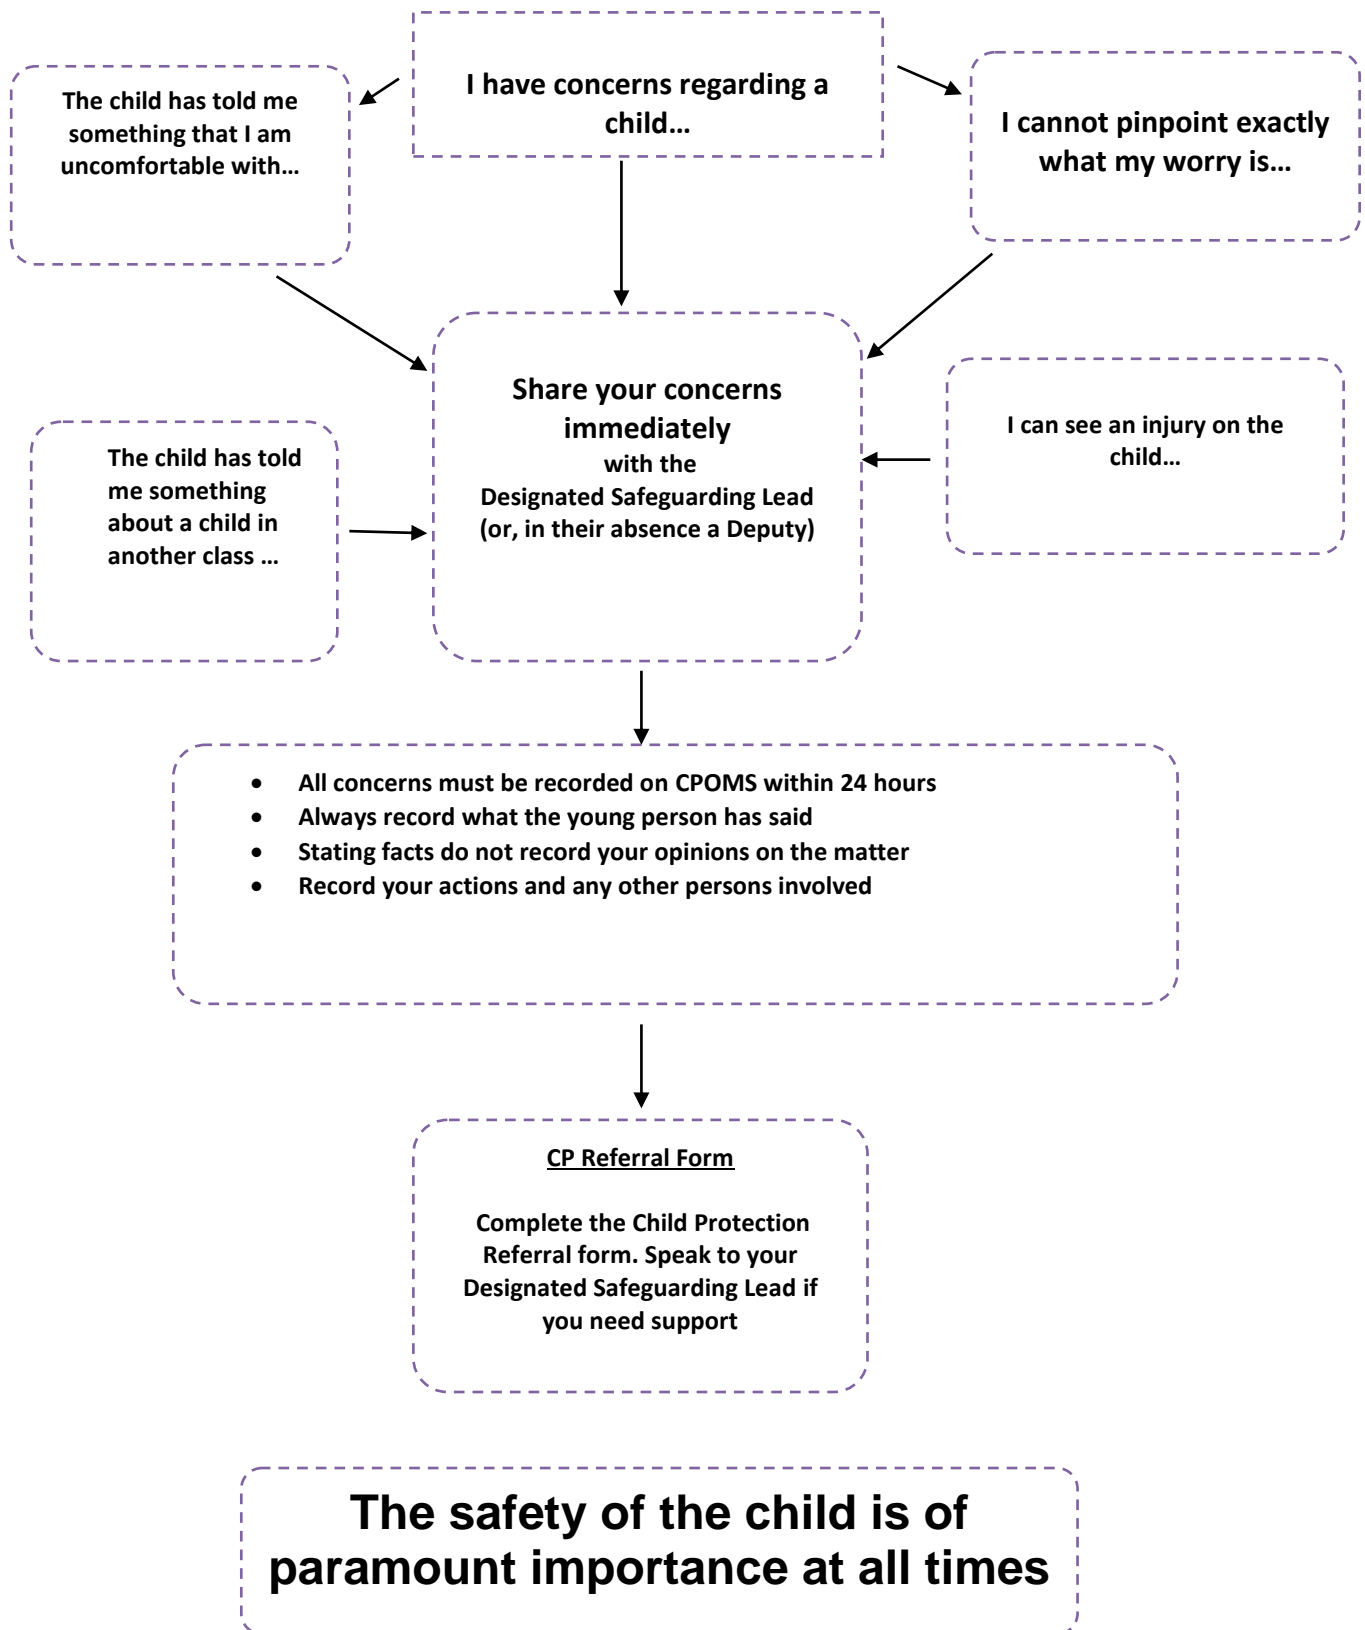 I have concerns regarding a
child…
The child has told me
something that I am
uncomfortable with…
I cannot pinpoint exactly
what my worry is…
Share your concerns
immediately
with the
Designated Safeguarding Lead
(or, in their absence a Deputy)
I can see an injury on the
child…
The child has told
me something
about a child in
another class …
• All concerns must be recorded on CPOMS within 24 hours
• Always record what the young person has said
• Stating facts do not record your opinions on the matter
• Record your actions and any other persons involved
CP Referral Form
Complete the Child Protection
Referral form. Speak to your
Designated Safeguarding Lead if
you need support
The safety of the child is of
paramount importance at all times